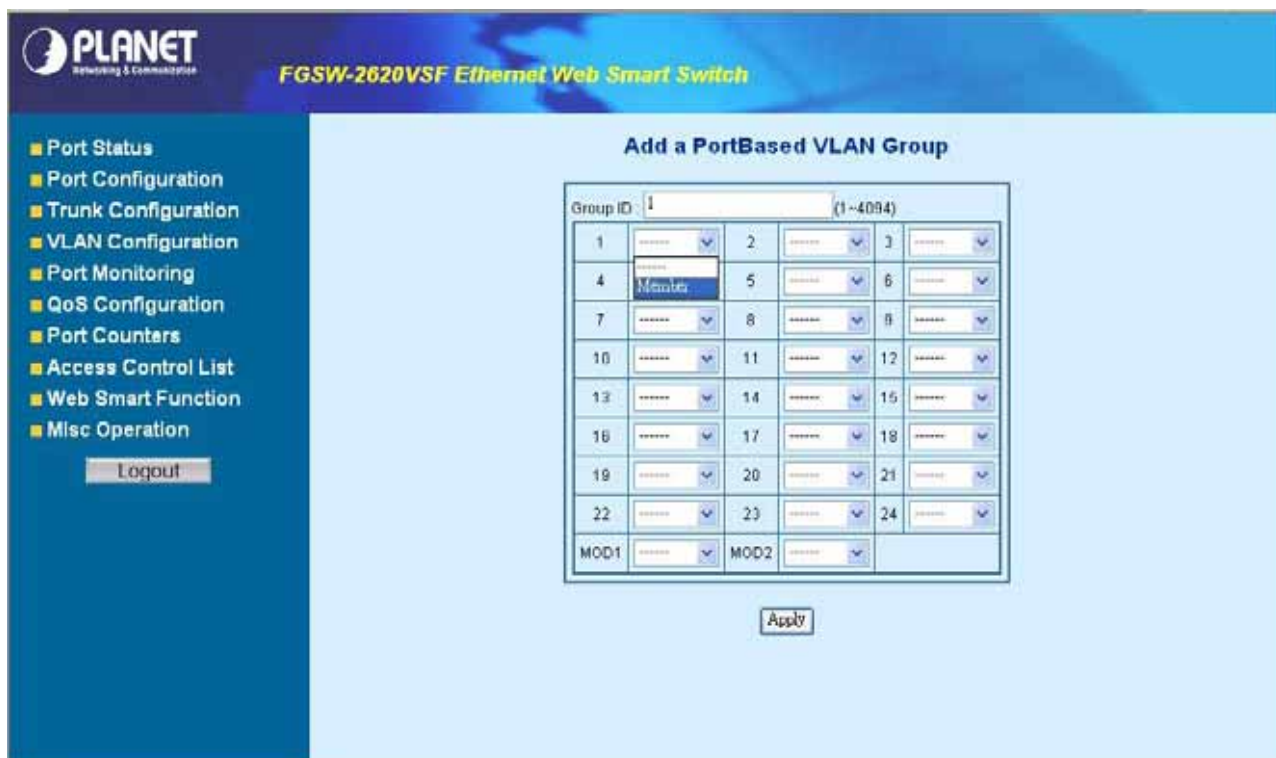 PLANET
Networking & Communication
FGSW-2620VSF Ethernet Web Smart Switch
Port Status
Port Configuration
Trunk Configuration
VLAN Configuration
Port Monitoring
QoS Configuration
Port Counters
Access Control List
Web Smart Function
Misc Operation
Logout
Add a PortBased VLAN Group
Group ID : 1 (1~4094)
1 ------ 2 ------ 3 ------
------
Member
4 5 ------ 6 ------
7 ------ 8 ------ 9 ------
10 ------ 11 ------ 12 ------
13 ------ 14 ------ 15 ------
16 ------ 17 ------ 18 ------
19 ------ 20 ------ 21 ------
22 ------ 23 ------ 24 ------
MOD1 ------ MOD2 ------
Apply